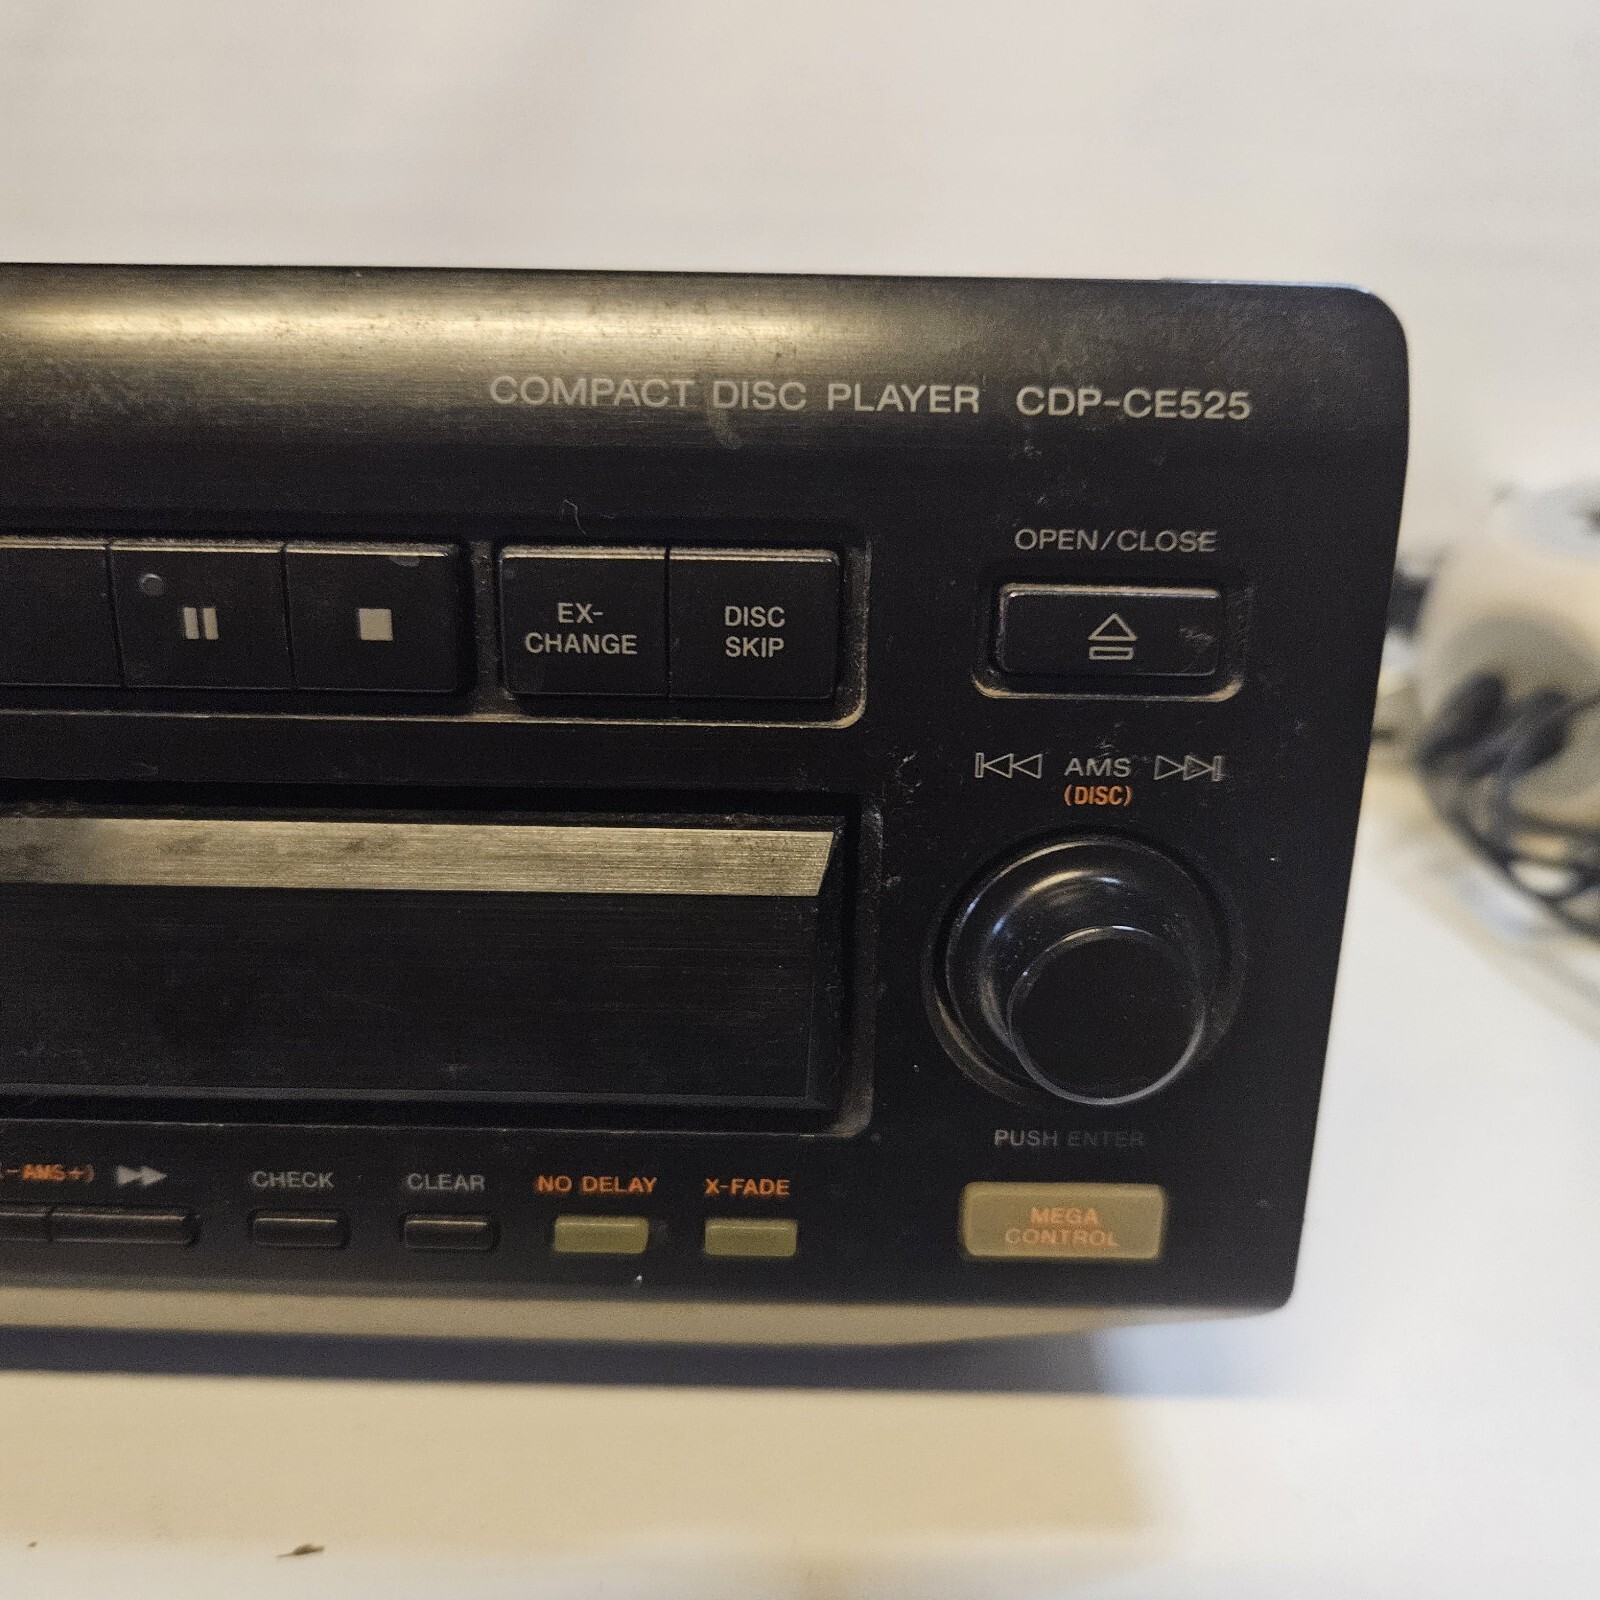 COMPACT DISC PLAYER CDP-CE525
OPEN/CLOSE
EX-
CHANGE
DISC
SKIP
AMS
(DISC)
PUSH ENTER
-AMS+)
CHECK
CLEAR
NO DELAY
X-FADE
MEGA
CONTROL